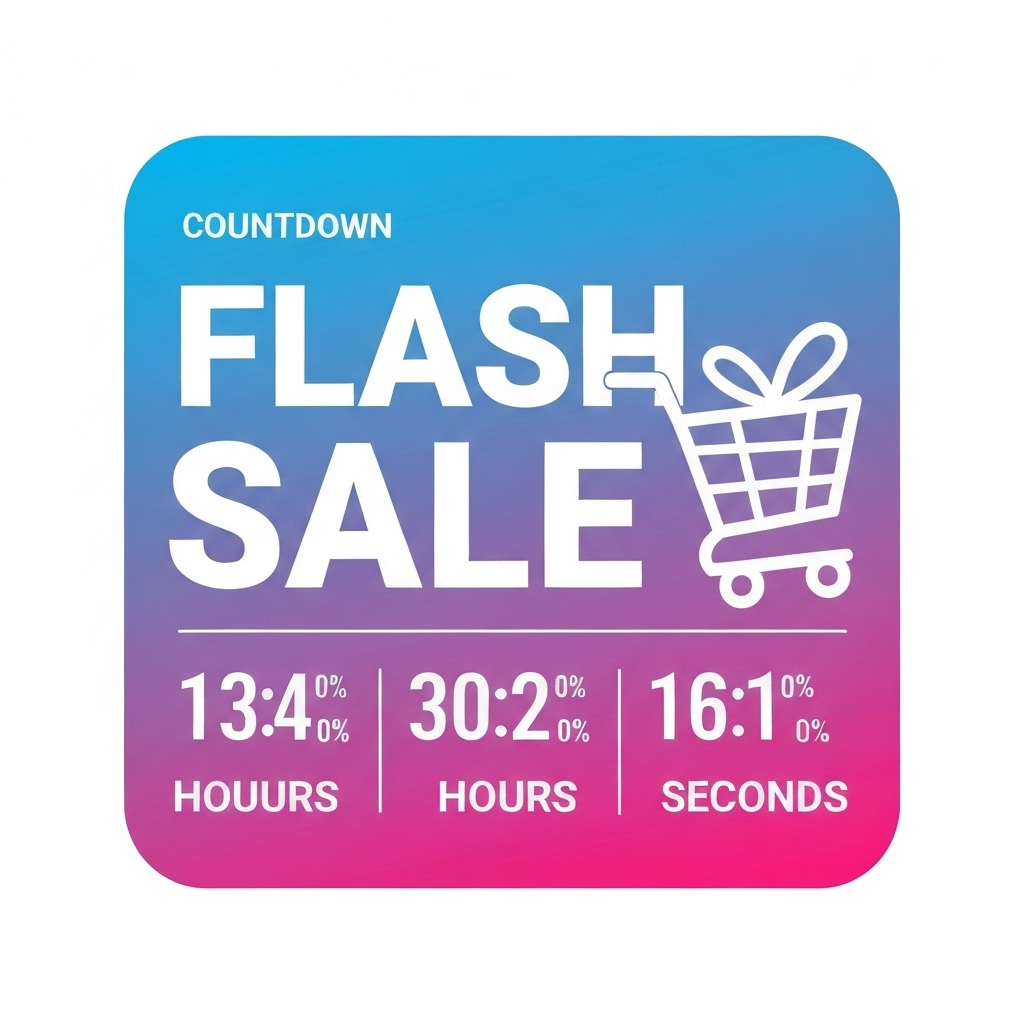 COUNTDOWN
FLASH
SALE
13:4 0% 0%
HOUURS
30:2 0% 0%
HOURS
16:1 0% 0%
SECONDS